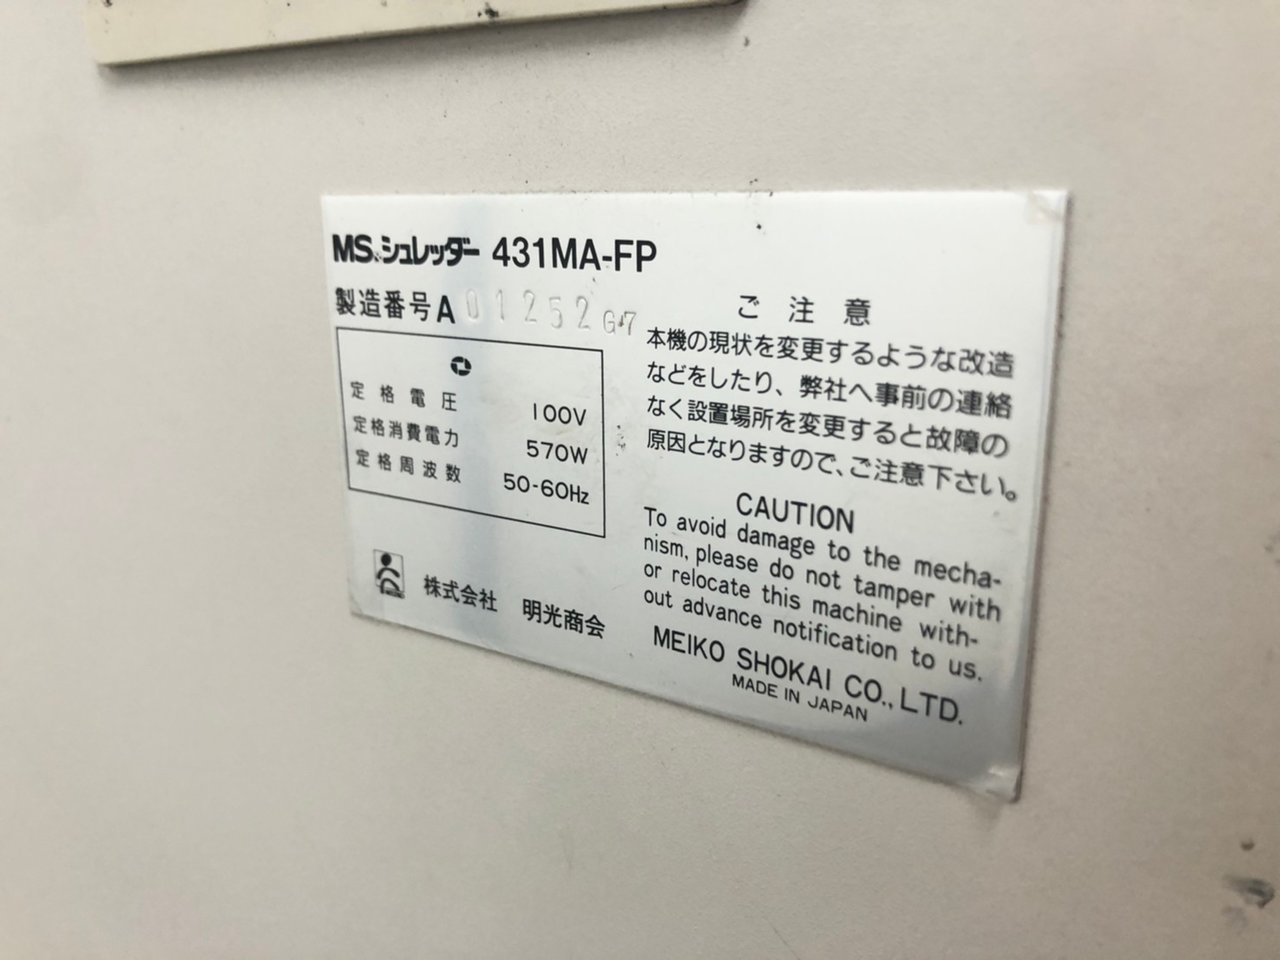 MSシュレッダー 431MA-FP
製造番号 A 01252G7
定格電圧 100V
定格消費電力 570W
定格周波数 50-60Hz
株式会社 明光商会
ご注意
本機の現状を変更するような改造
などをしたり、弊社へ事前の連絡
なく設置場所を変更すると故障の
原因となりますので、ご注意下さい。
CAUTION
To avoid damage to the mecha-
nism, please do not tamper with
or relocate this machine with-
out advance notification to us.
MEIKO SHOKAI CO., LTD.
MADE IN JAPAN